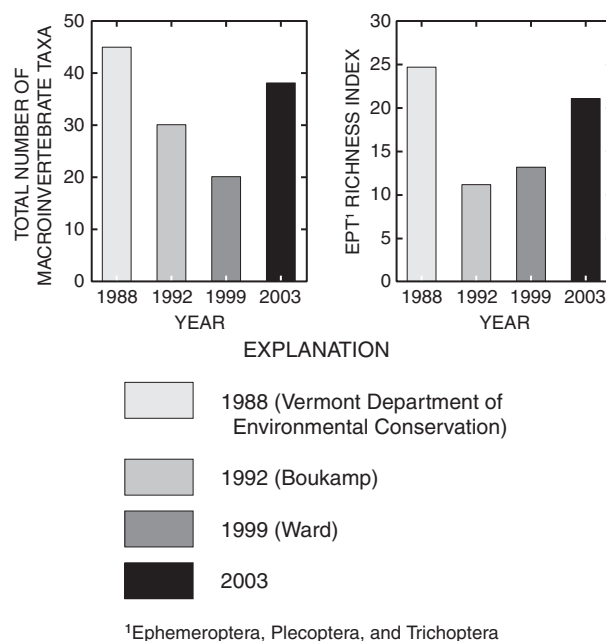 TOTAL NUMBER OF
MACROINVERTEBRATE TAXA
50
40
30
20
10
0
1988 1992 1999 2003
YEAR
EPT¹ RICHNESS INDEX
30
25
20
15
10
5
0
1988 1992 1999 2003
YEAR
EXPLANATION
1988 (Vermont Department of
Environmental Conservation)
1992 (Boukamp)
1999 (Ward)
2003
¹Ephemeroptera, Plecoptera, and Trichoptera